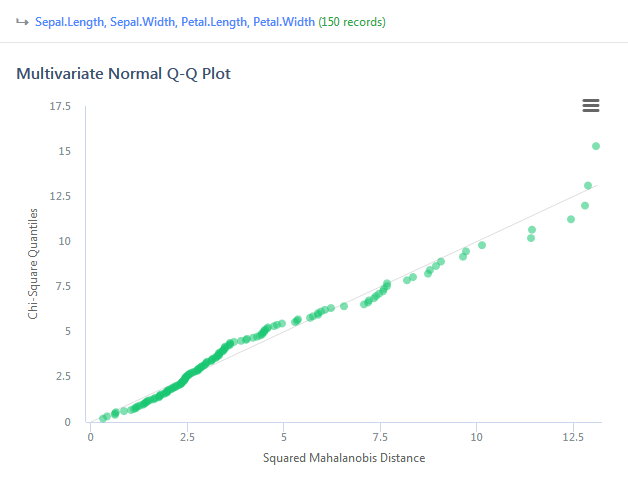 Sepal.Length, Sepal.Width, Petal.Length, Petal.Width (150 records)
Multivariate Normal Q-Q Plot
17.5
15
12.5
10
7.5
5
2.5
0
Chi-Square Quantiles
0 2.5 5 7.5 10 12.5
Squared Mahalanobis Distance